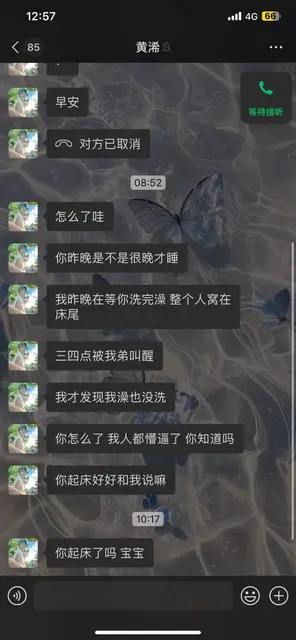 12:57
4G
66
85
黄浠
等待接听
早安
对方已取消
08:52
怎么了哇
你昨晚是不是很晚才睡
我昨晚在等你洗完澡 整个人窝在
床尾
三四点被我弟叫醒
我才发现我澡也没洗
你怎么了 我人都懵逼了 你知道吗
你起床好好和我说嘛
10:17
你起床了吗 宝宝